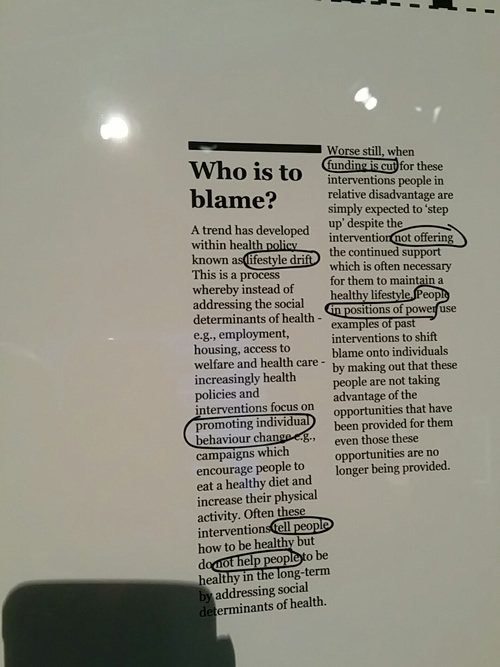 Who is to
blame?
A trend has developed
within health policy
known as lifestyle drift.
This is a process
whereby instead of
addressing the social
determinants of health -
e.g., employment,
housing, access to
welfare and health care -
increasingly health
policies and
interventions focus on
promoting individual
behaviour change e.g.,
campaigns which
encourage people to
eat a healthy diet and
increase their physical
activity. Often these
interventions tell people
how to be healthy but
do not help people to be
healthy in the long-term
by addressing social
determinants of health.
Worse still, when
funding is cut for these
interventions people in
relative disadvantage are
simply expected to ‘step
up’ despite the
intervention not offering
the continued support
which is often necessary
for them to maintain a
healthy lifestyle. People
in positions of power use
examples of past
interventions to shift
blame onto individuals
by making out that these
people are not taking
advantage of the
opportunities that have
been provided for them
even those these
opportunities are no
longer being provided.